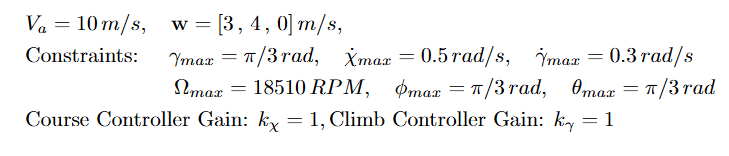 V_a = 10 m/s, w = [3 , 4 , 0] m/s,
Constraints: γ_max = π/3 rad, χ̇_max = 0.5 rad/s, γ̇_max = 0.3 rad/s
Ω_max = 18510 RPM, ϕ_max = π/3 rad, θ_max = π/3 rad
Course Controller Gain: k_χ = 1, Climb Controller Gain: k_γ = 1